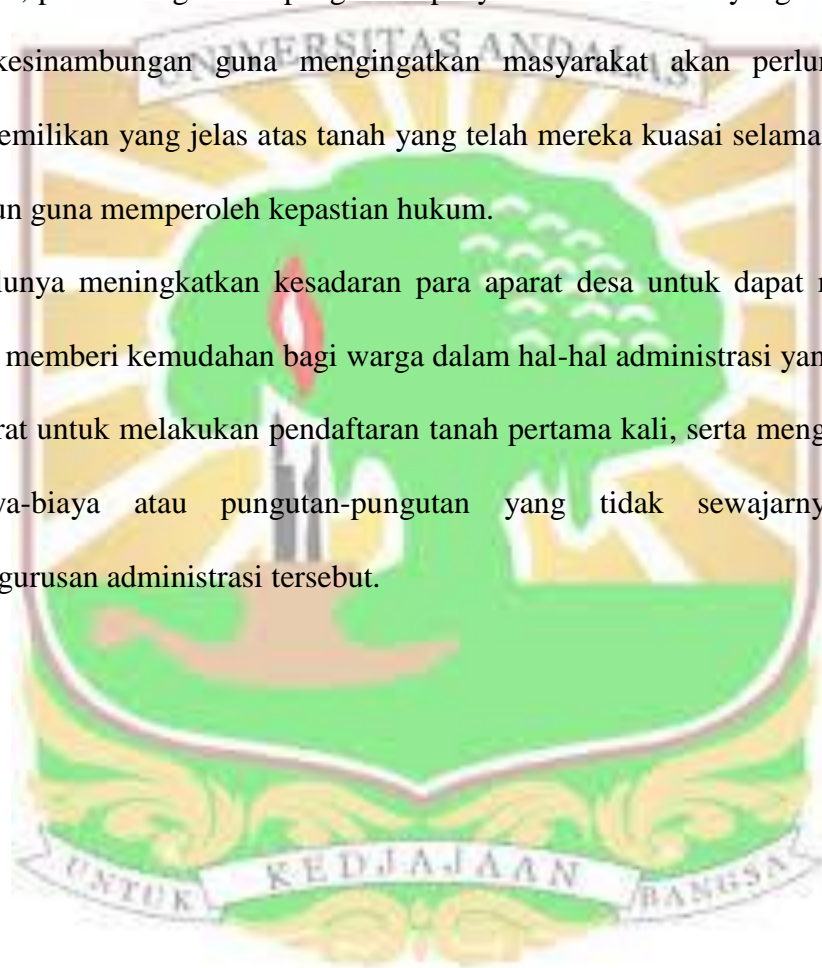 UNIVERSITAS ANDALAS
kesinambungan guna mengingatkan masyarakat akan
emilikan yang jelas atas tanah yang telah mereka kuasai selama
un guna memperoleh kepastian hukum.
lunya meningkatkan kesadaran para aparat desa untuk dapat
memberi kemudahan bagi warga dalam hal-hal administrasi yan
rat untuk melakukan pendaftaran tanah pertama kali, serta meng
ya-biaya atau pungutan-pungutan yang tidak sewajarny
gurusan administrasi tersebut.
UNTUK KEDJAJAAN BANGSA